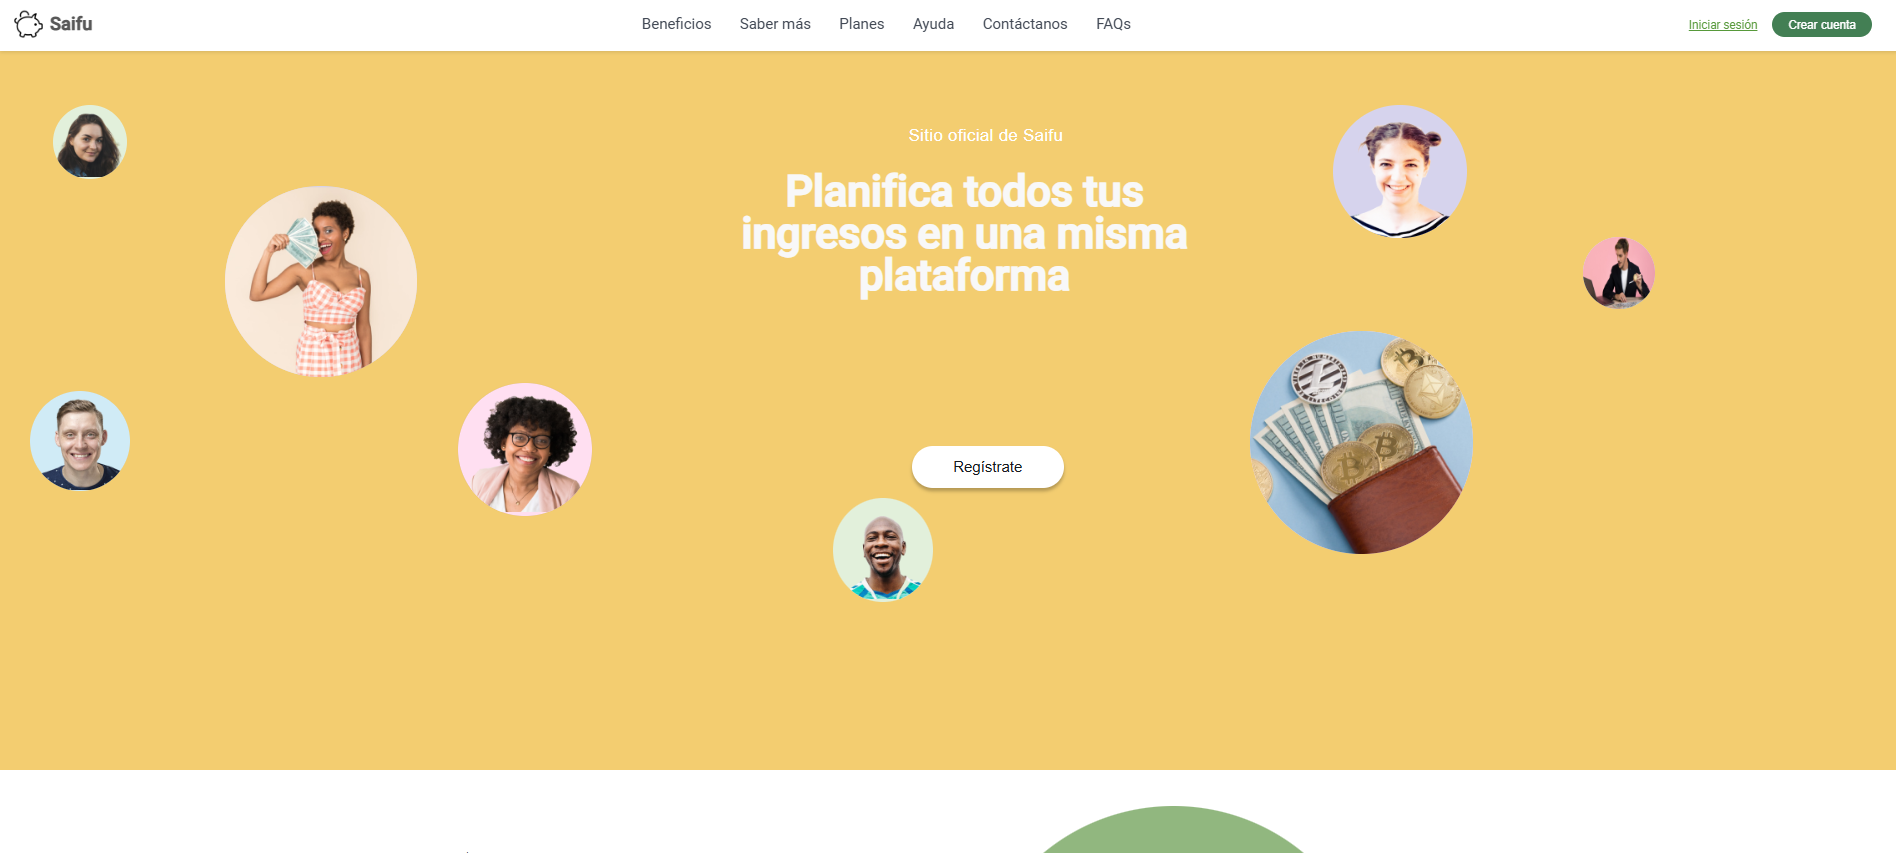 Saifu
Beneficios
Saber más
Planes
Ayuda
Contáctanos
FAQs
Iniciar sesión
Crear cuenta
Sitio oficial de Saifu
Planifica todos tus
ingresos en una misma
plataforma
Regístrate